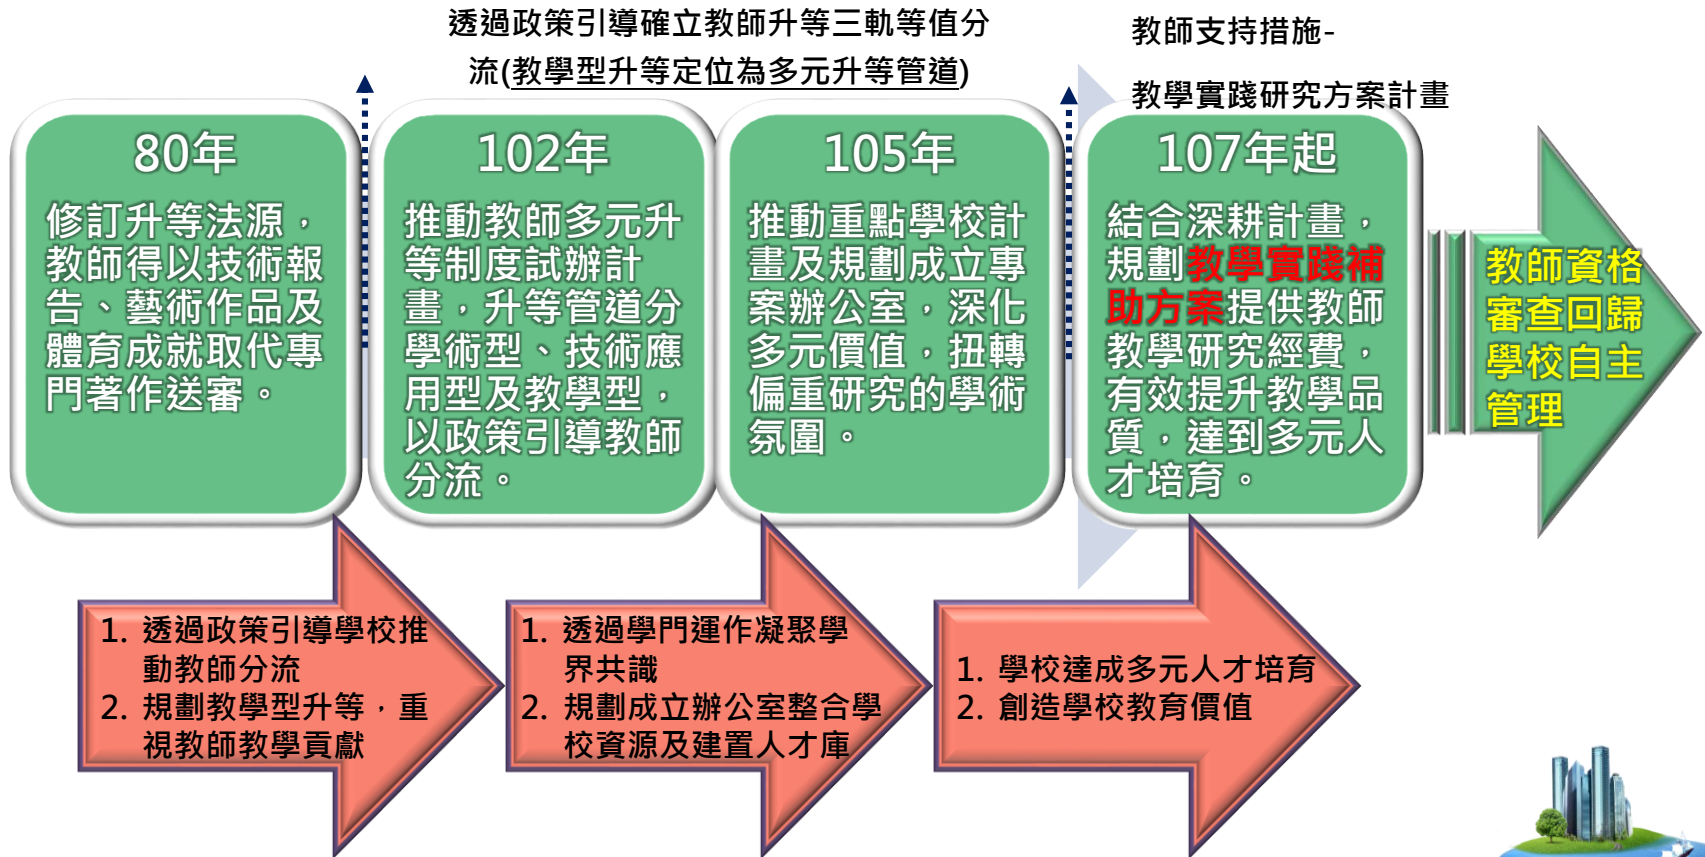 透過政策引導確立教師升等三軌等值分
流(教學型升等定位為多元升等管道)
教師支持措施-
教學實踐研究方案計畫
80年
修訂升等法源，
教師得以技術報
告、藝術作品及
體育成就取代專
門著作送審。
102年
推動教師多元升
等制度試辦計
畫，升等管道分
學術型、技術應
用型及教學型，
以政策引導教師
分流。
105年
推動重點學校計
畫及規劃成立專
案辦公室，深化
多元價值，扭轉
偏重研究的學術
氛圍。
107年起
結合深耕計畫，
規劃教學實踐補
助方案提供教師
教學研究經費，
有效提升教學品
質，達到多元人
才培育。
教師資格
審查回歸
學校自主
管理
1. 透過政策引導學校推
動教師分流
2. 規劃教學型升等，重
視教師教學貢獻
1. 透過學門運作凝聚學
界共識
2. 規劃成立辦公室整合學
校資源及建置人才庫
1. 學校達成多元人才培育
2. 創造學校教育價值